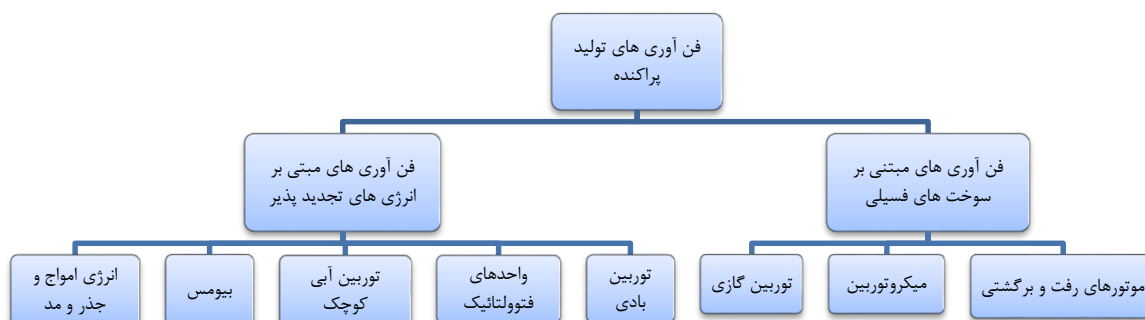 فن آوری های تولید
پراکنده
فن آوری های مبتنی بر
سوخت های فسیلی
فن آوری های مبتی بر
انرژی های تجدید پذیر
موتورهای رفت و برگشتی
میکروتوربین
توربین گازی
توربین
بادی
واحدهای
فتوولتائیک
توربین آبی
کوچک
بیومس
انرژی امواج و
جذر و مد